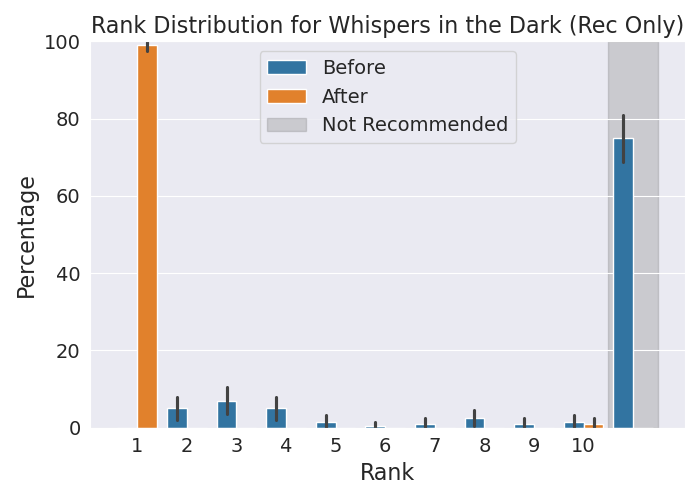 Rank Distribution for Whispers in the Dark (Rec Only)
100
80
60
40
20
0
Percentage
Before
After
Not Recommended
1 2 3 4 5 6 7 8 9 10
Rank